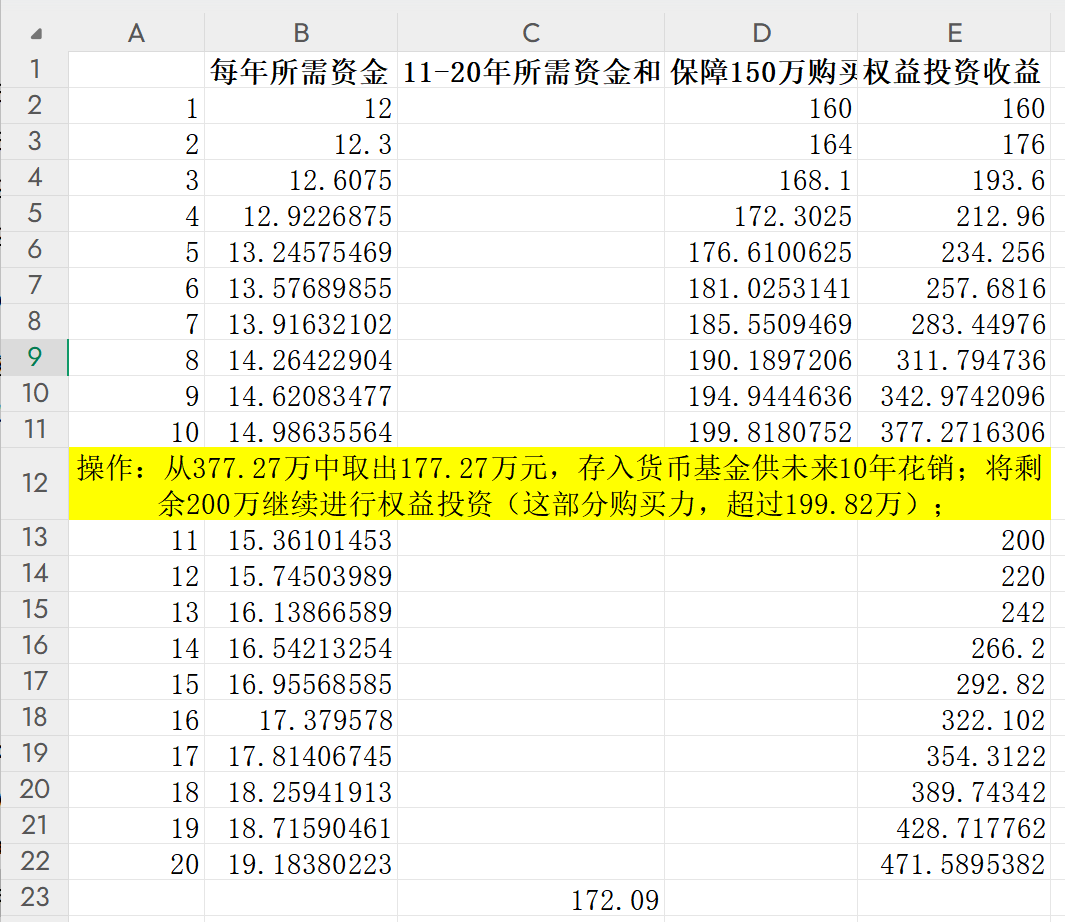 A B C D E
1 每年所需资金 11-20年所需资金和 保障150万购买 权益投资收益
2 1 12 160 160
3 2 12.3 164 176
4 3 12.6075 168.1 193.6
5 4 12.9226875 172.3025 212.96
6 5 13.24575469 176.6100625 234.256
7 6 13.57689855 181.0253141 257.6816
8 7 13.91632102 185.5509469 283.44976
9 8 14.26422904 190.1897206 311.794736
10 9 14.62083477 194.9444636 342.9742096
11 10 14.98635564 199.8180752 377.2716306
12 操作：从377.27万中取出177.27万元，存入货币基金供未来10年花销；将剩
余200万继续进行权益投资（这部分购买力，超过199.82万）；
13 11 15.36101453 200
14 12 15.74503989 220
15 13 16.13866589 242
16 14 16.54213254 266.2
17 15 16.95568585 292.82
18 16 17.379578 322.102
19 17 17.81406745 354.3122
20 18 18.25941913 389.74342
21 19 18.71590461 428.717762
22 20 19.18380223 471.5895382
23 172.09